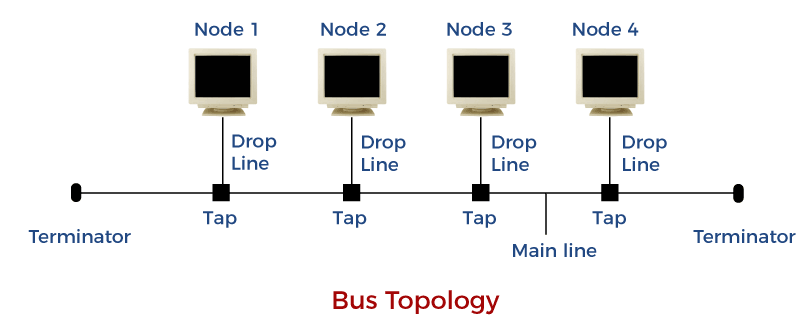 Node 1
Node 2
Node 3
Node 4
Drop
Line
Drop
Line
Drop
Line
Drop
Line
Tap
Tap
Tap
Tap
Terminator
Main line
Terminator
Bus Topology